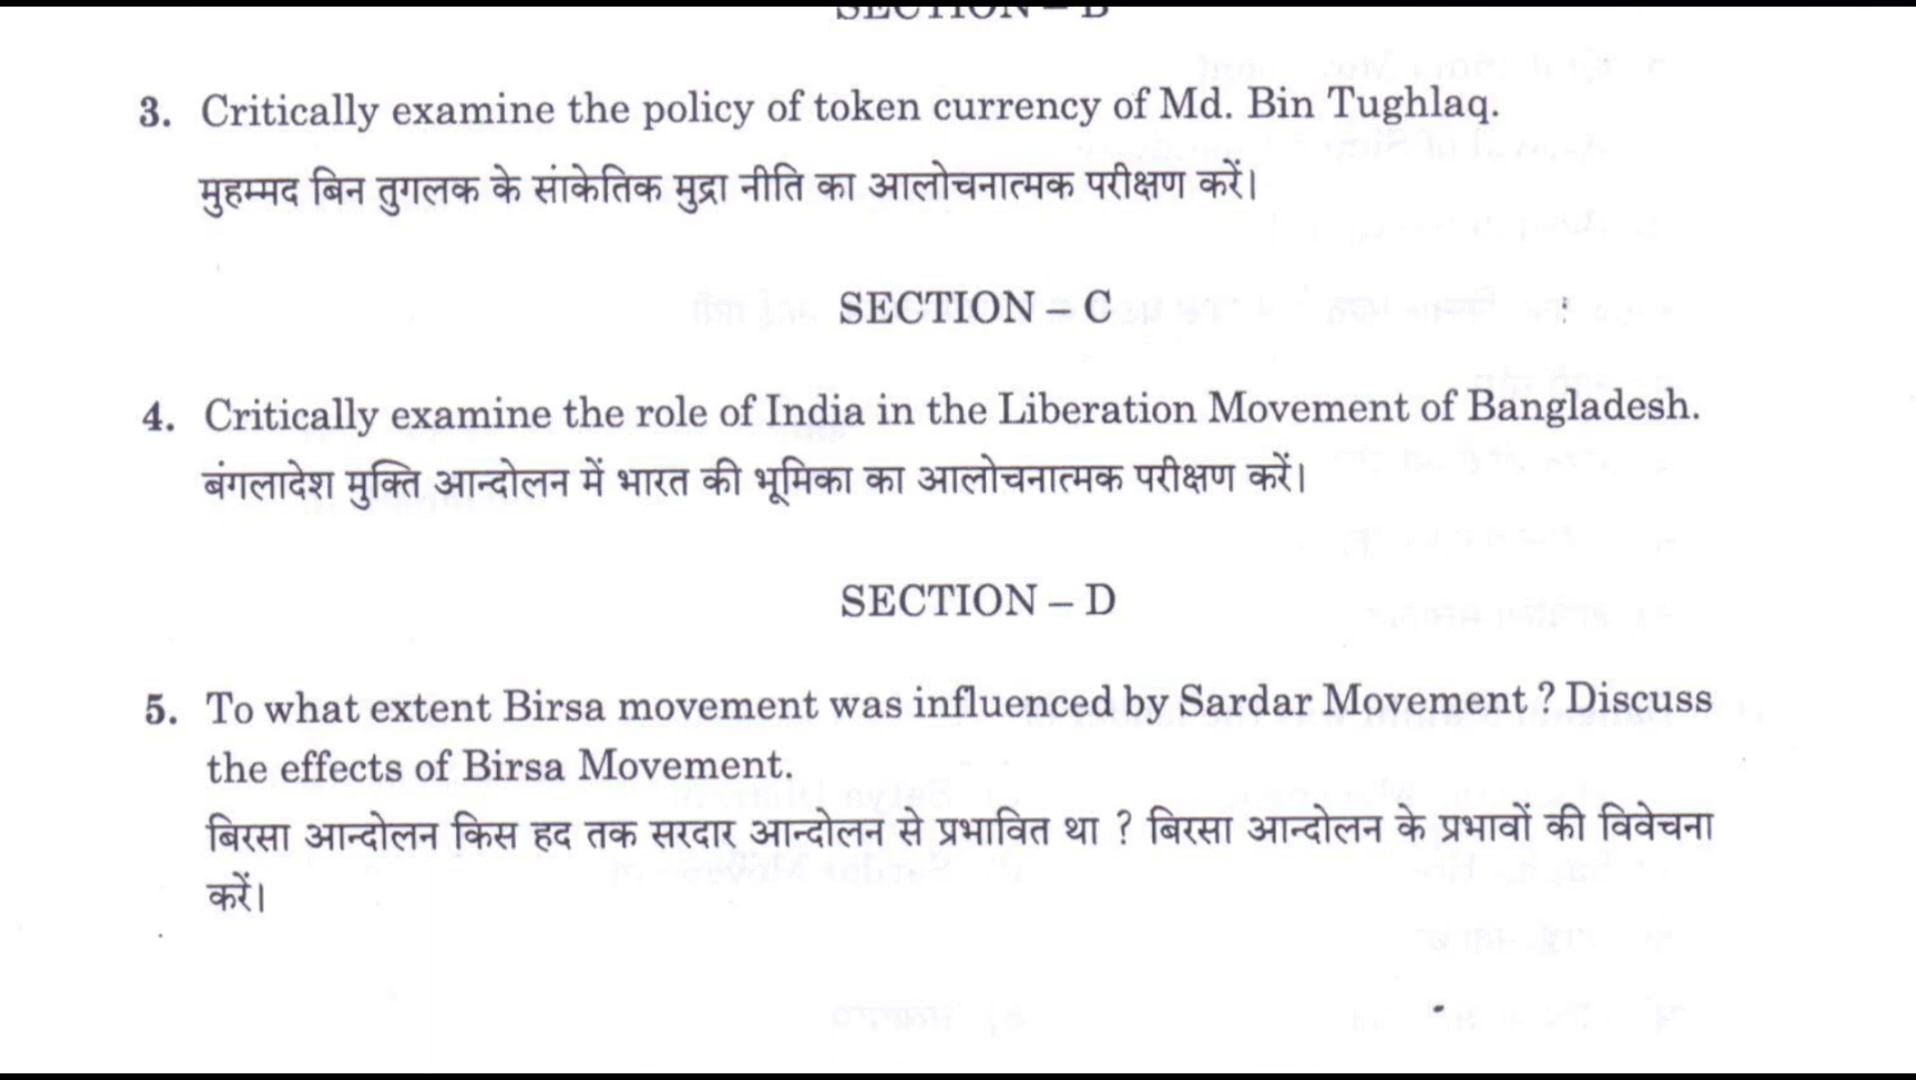 SECTION – B
3. Critically examine the policy of token currency of Md. Bin Tughlaq.
मुहम्मद बिन तुगलक के सांकेतिक मुद्रा नीति का आलोचनात्मक परीक्षण करें।
SECTION – C
4. Critically examine the role of India in the Liberation Movement of Bangladesh.
बंगलादेश मुक्ति आन्दोलन में भारत की भूमिका का आलोचनात्मक परीक्षण करें।
SECTION – D
5. To what extent Birsa movement was influenced by Sardar Movement ? Discuss
the effects of Birsa Movement.
बिरसा आन्दोलन किस हद तक सरदार आन्दोलन से प्रभावित था ? बिरसा आन्दोलन के प्रभावों की विवेचना
करें।